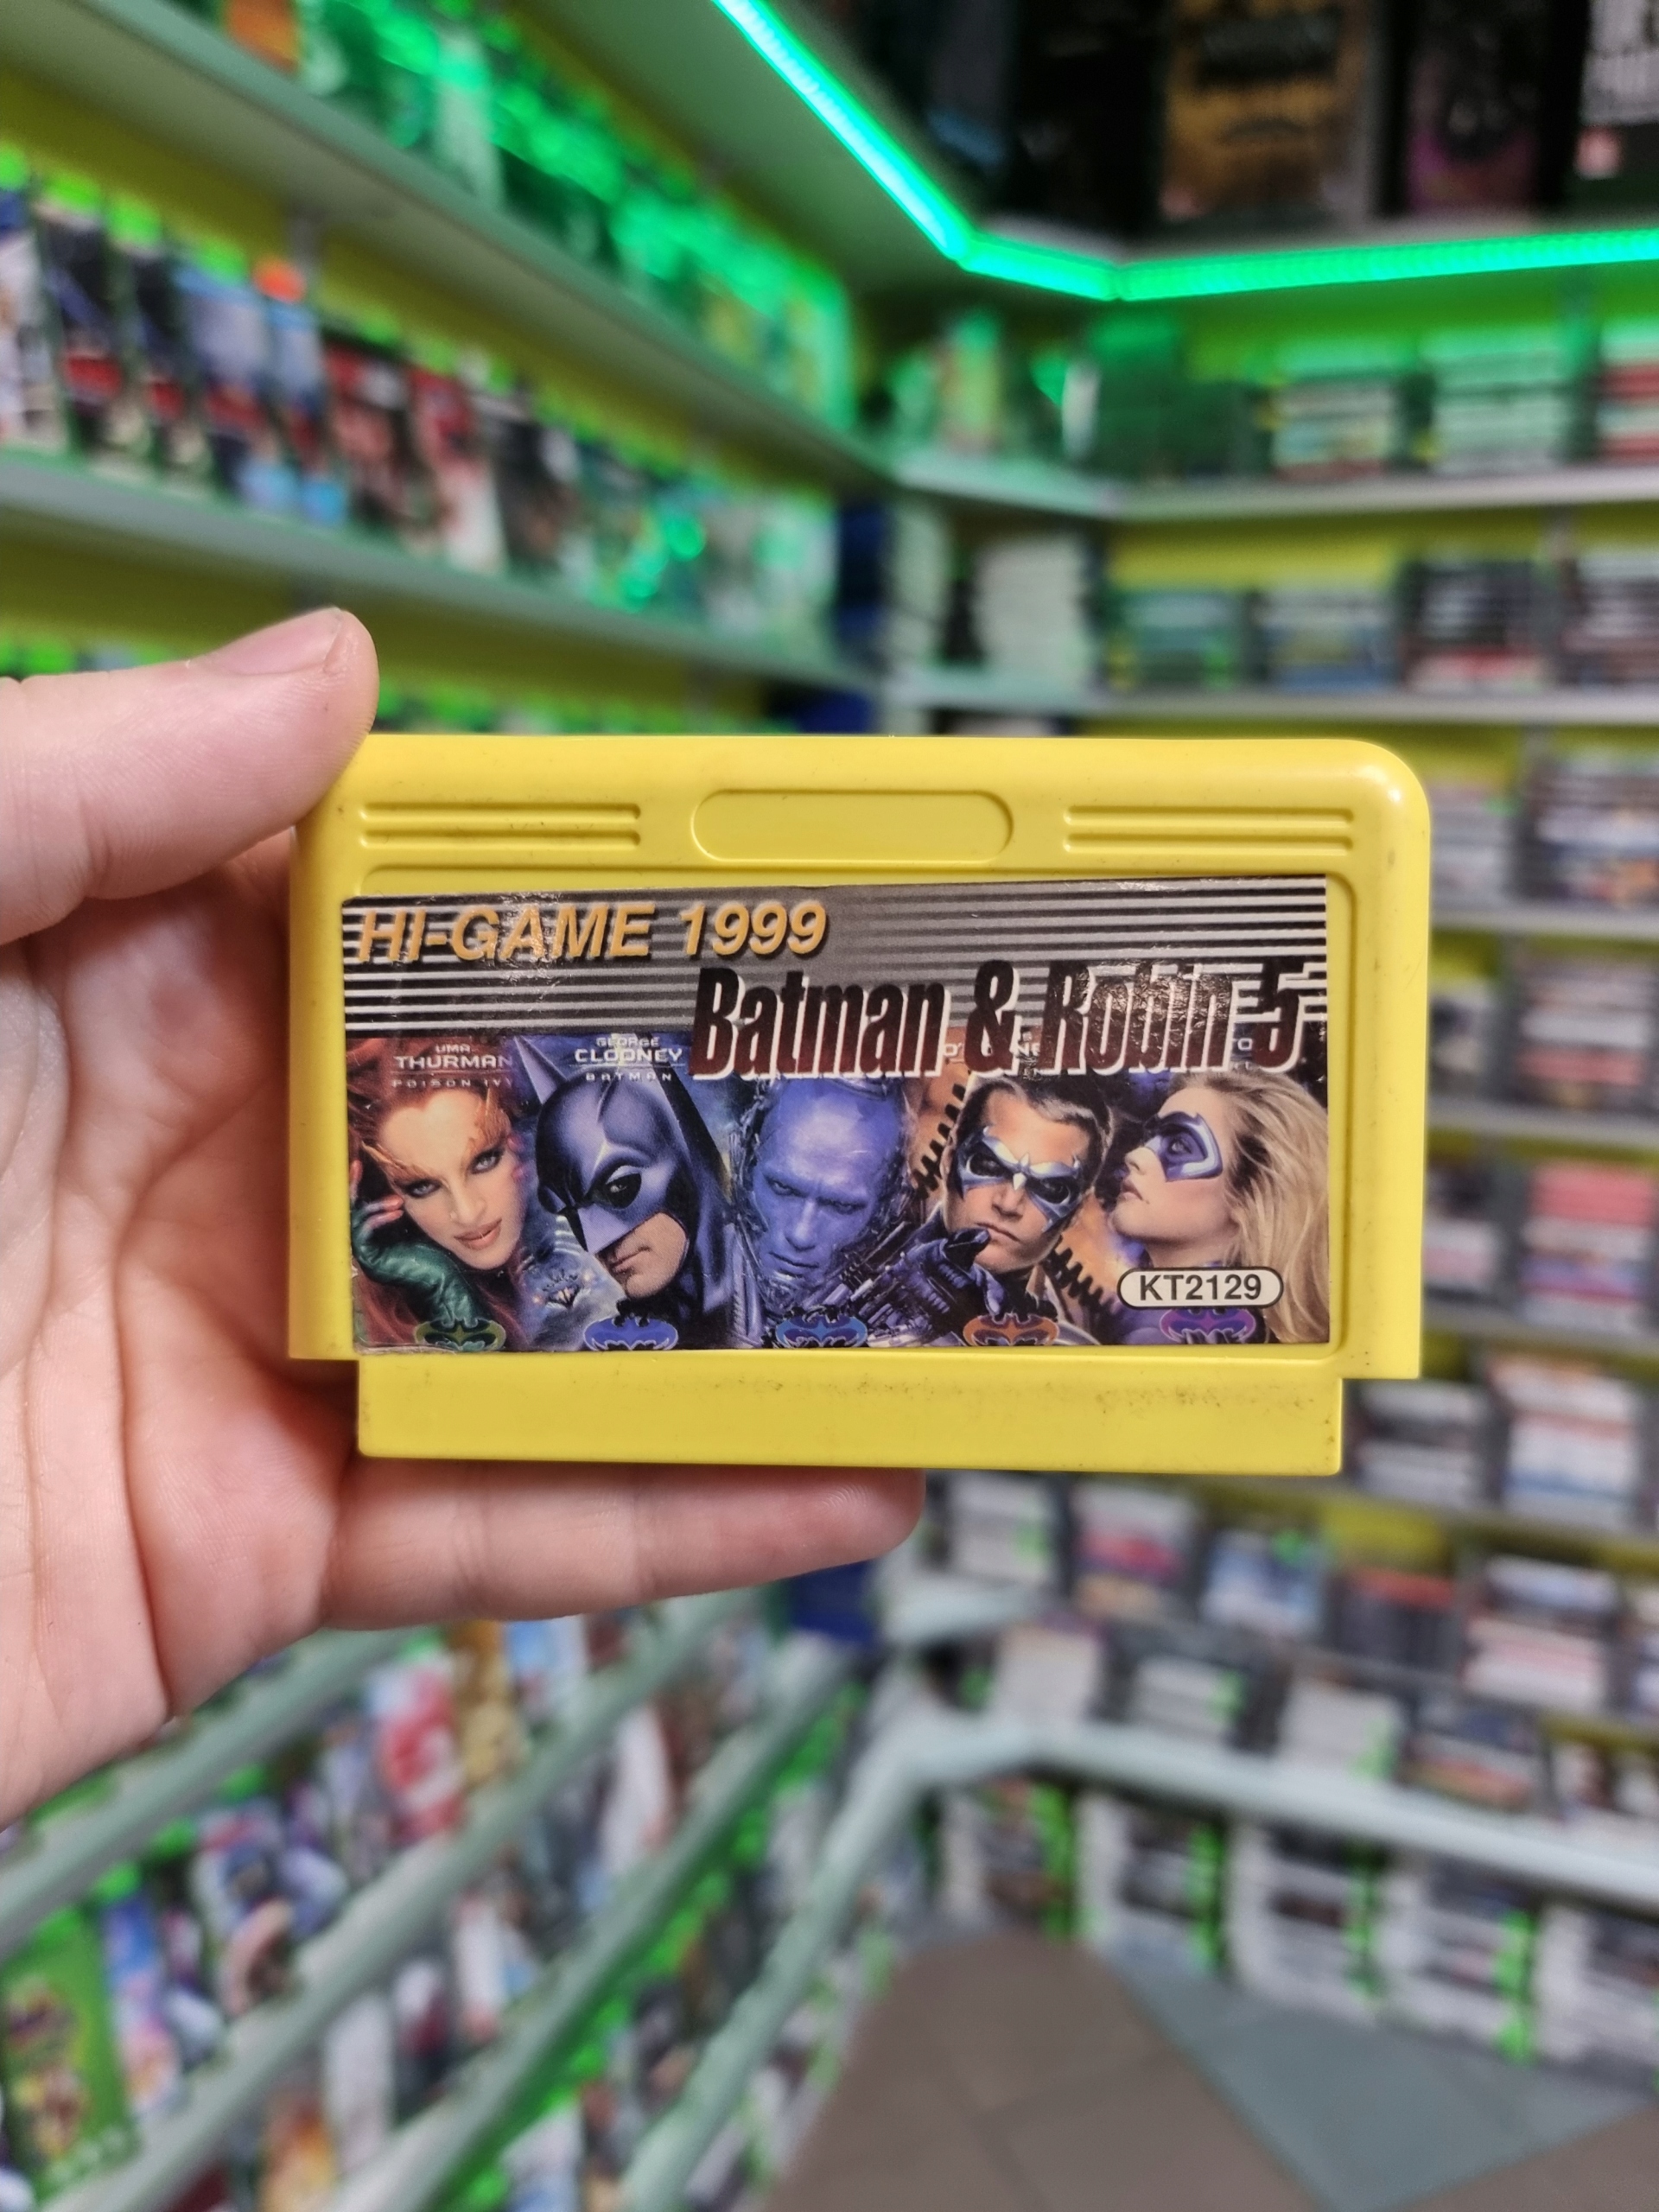 HI-GAME 1999
Batman & Robin 5
UMA
THURMAN
POISON IVY
GEORGE
CLOONEY
BATMAN
KT2129